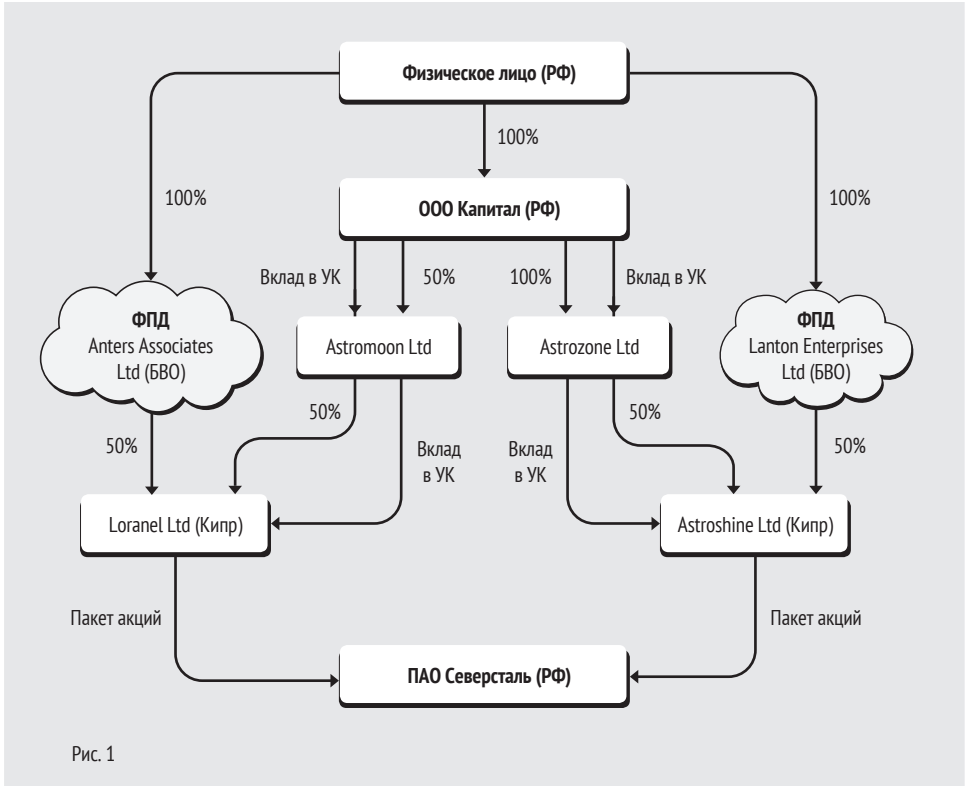 Физическое лицо (РФ)
100%
100%
100%
ООО Капитал (РФ)
Вклад в УК
50%
100%
Вклад в УК
ФПД
Anters Associates
Ltd (БВО)
Astromoon Ltd
Astrozone Ltd
ФПД
Lanton Enterprises
Ltd (БВО)
50%
50%
Вклад
в УК
Вклад
в УК
50%
50%
Loranel Ltd (Кипр)
Astroshine Ltd (Кипр)
Пакет акций
Пакет акций
ПАО Северсталь (РФ)
Рис. 1